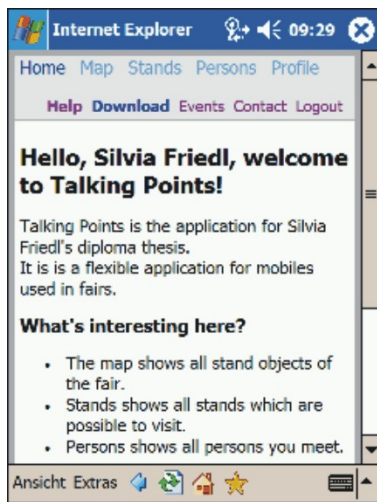 Internet Explorer 09:29
Home Map Stands Persons Profile
Help Download Events Contact Logout
Hello, Silvia Friedl, welcome
to Talking Points!
Talking Points is the application for Silvia
Friedl's diploma thesis.
It is is a flexible application for mobiles
used in fairs.
What's interesting here?
• The map shows all stand objects of
the fair.
• Stands shows all stands which are
possible to visit.
• Persons shows all persons you meet.
Ansicht Extras